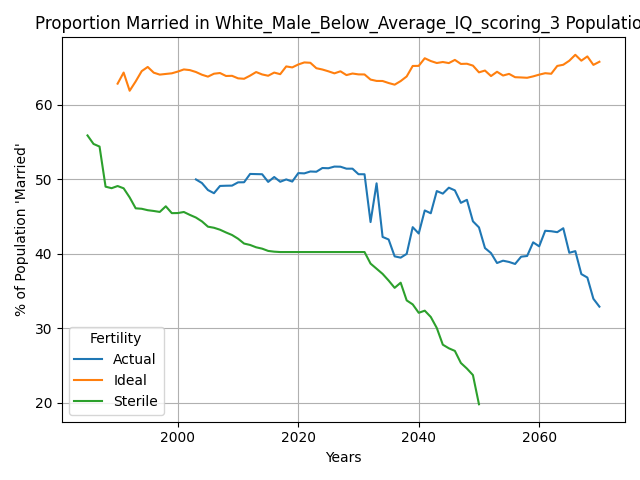 Proportion Married in White_Male_Below_Average_IQ_scoring_3 Populatio
% of Population 'Married'
60
50
40
30
20
Fertility
Actual
Ideal
Sterile
2000 2020 2040 2060
Years